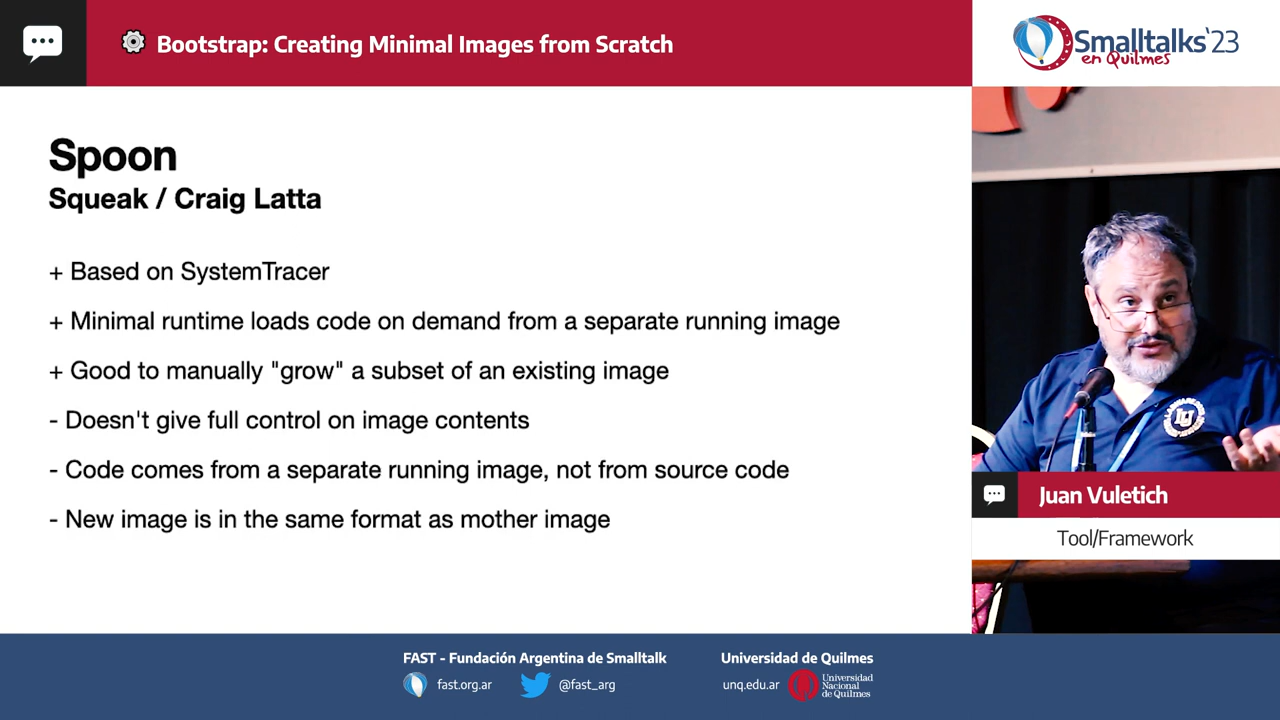 Bootstrap: Creating Minimal Images from Scratch
Smalltalks'23
en Quilmes
Spoon
Squeak / Craig Latta
+ Based on SystemTracer
+ Minimal runtime loads code on demand from a separate running image
+ Good to manually "grow" a subset of an existing image
- Doesn't give full control on image contents
- Code comes from a separate running image, not from source code
- New image is in the same format as mother image
LU
Juan Vuletich
Tool/Framework
FAST - Fundación Argentina de Smalltalk
fast.org.ar
@fast_arg
Universidad de Quilmes
unq.edu.ar
Universidad
Nacional
de Quilmes